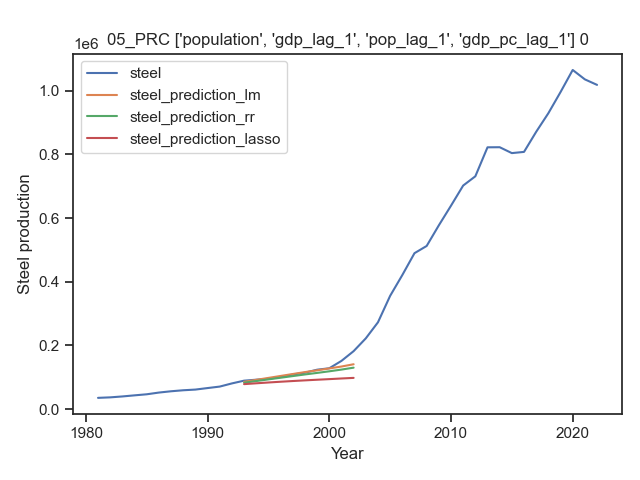 05_PRC ['population', 'gdp_lag_1', 'pop_lag_1', 'gdp_pc_lag_1'] 0
1e6
steel
steel_prediction_lm
steel_prediction_rr
steel_prediction_lasso
Steel production
1.0
0.8
0.6
0.4
0.2
0.0
1980
1990
2000
2010
2020
Year